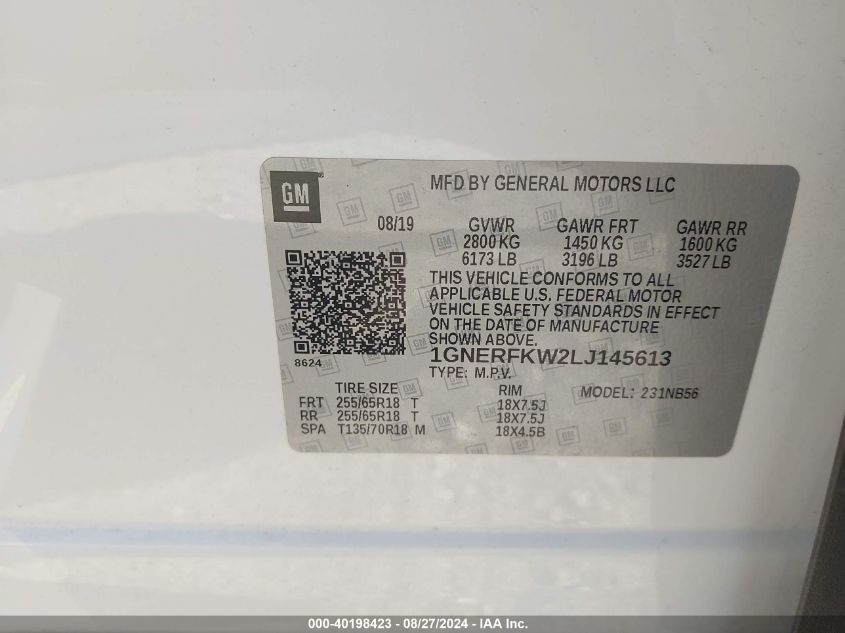 GM
MFD BY GENERAL MOTORS LLC
08/19 GVWR GAWR FRT GAWR RR
2800 KG 1450 KG 1600 KG
6173 LB 3196 LB 3527 LB
THIS VEHICLE CONFORMS TO ALL
APPLICABLE U.S. FEDERAL MOTOR
VEHICLE SAFETY STANDARDS IN EFFECT
ON THE DATE OF MANUFACTURE
SHOWN ABOVE.
8624
1GNERFKW2LJ145613
TYPE: M.P.V.
TIRE SIZE RIM MODEL: 231NB56
FRT 255/65R18 T 18X7.5J
RR 255/65R18 T 18X7.5J
SPA T135/70R18 M 18X4.5B
000-40198423 - 08/27/2024 - IAA Inc.